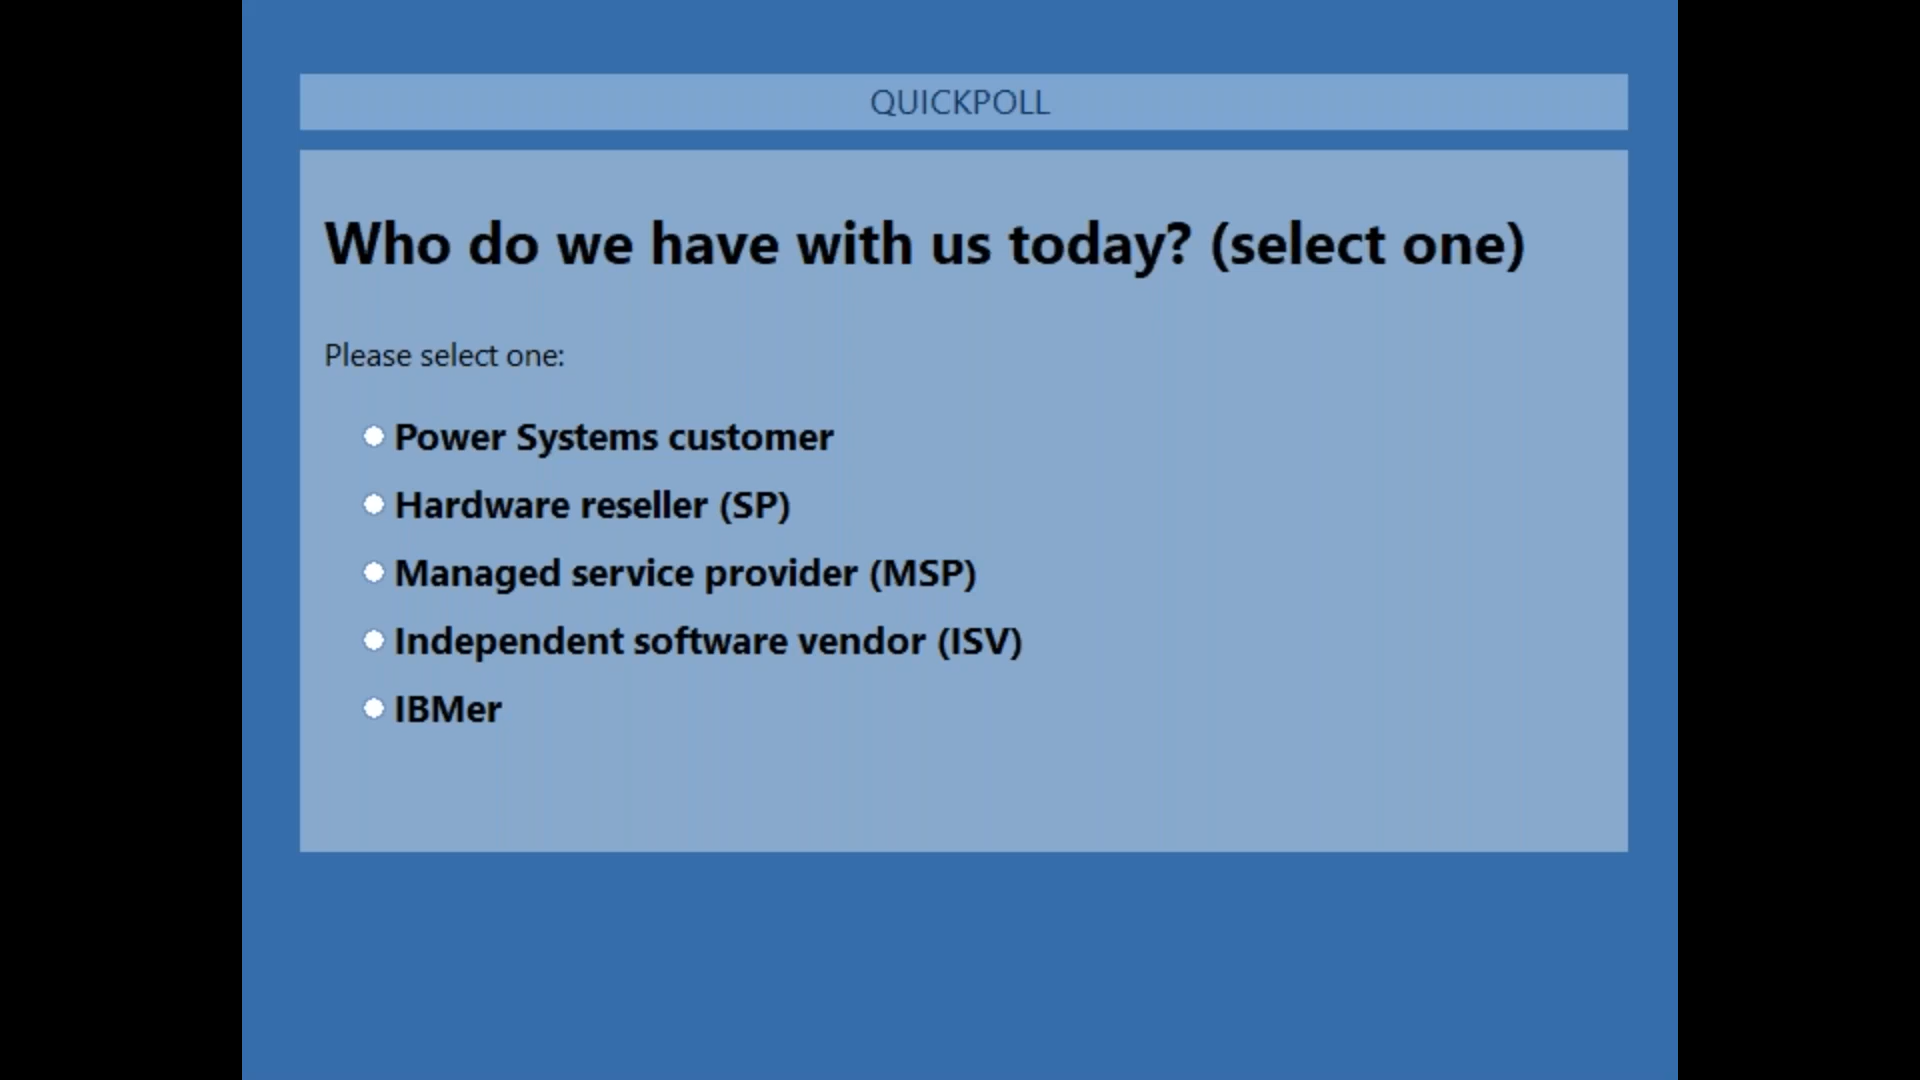 QUICKPOLL
Who do we have with us today? (select one)
Please select one:
Power Systems customer
Hardware reseller (SP)
Managed service provider (MSP)
Independent software vendor (ISV)
IBMer